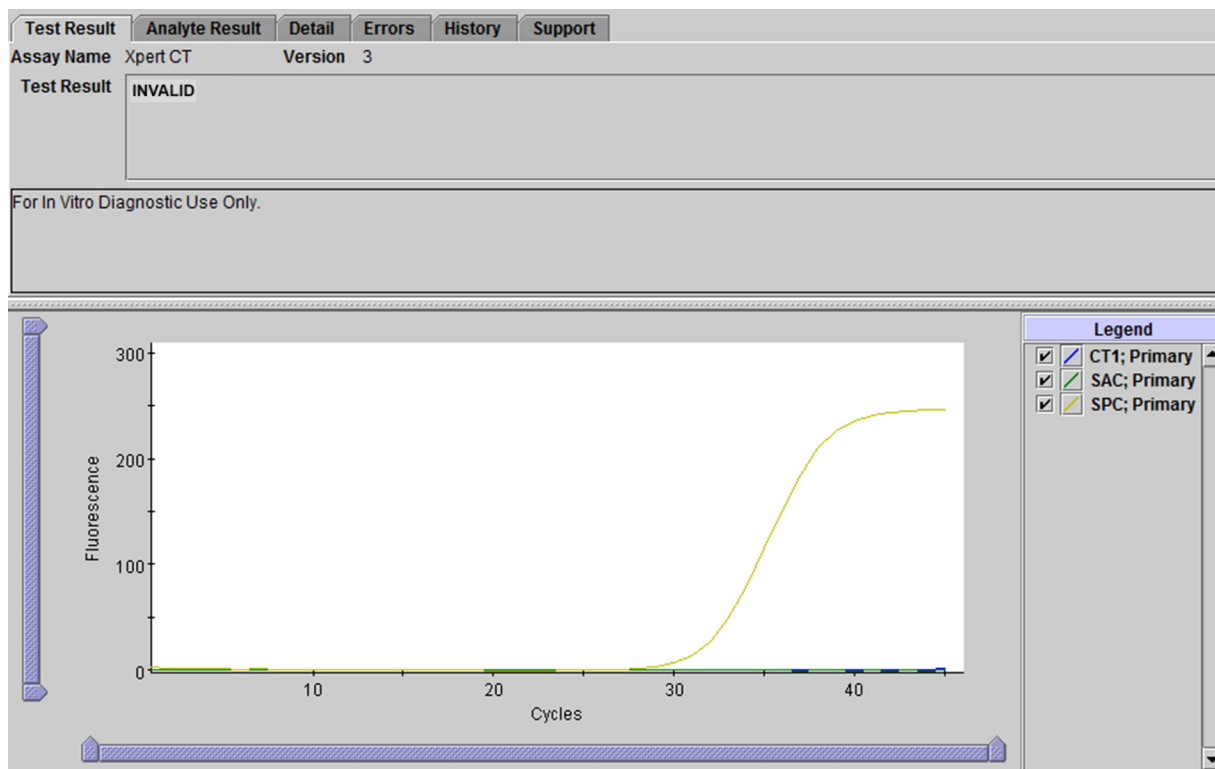 Test Result Analyte Result Detail Errors History Support
Assay Name Xpert CT Version 3
Test Result INVALID
For In Vitro Diagnostic Use Only.
Legend
CT1; Primary
SAC; Primary
SPC; Primary
300
200
100
0
Fluorescence
10 20 30 40
Cycles